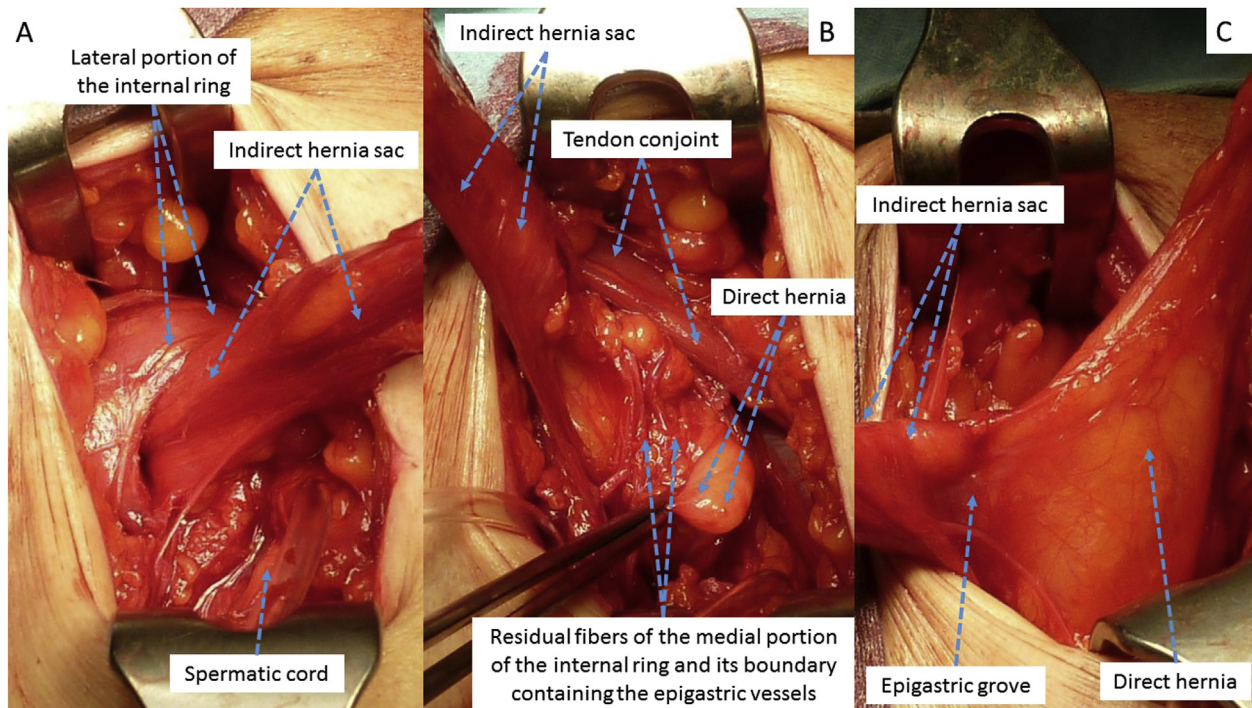 A
Lateral portion of
the internal ring
Indirect hernia sac
Spermatic cord
B
Indirect hernia sac
Tendon conjoint
Direct hernia
Residual fibers of the medial portion
of the internal ring and its boundary
containing the epigastric vessels
C
Indirect hernia sac
Epigastric grove
Direct hernia